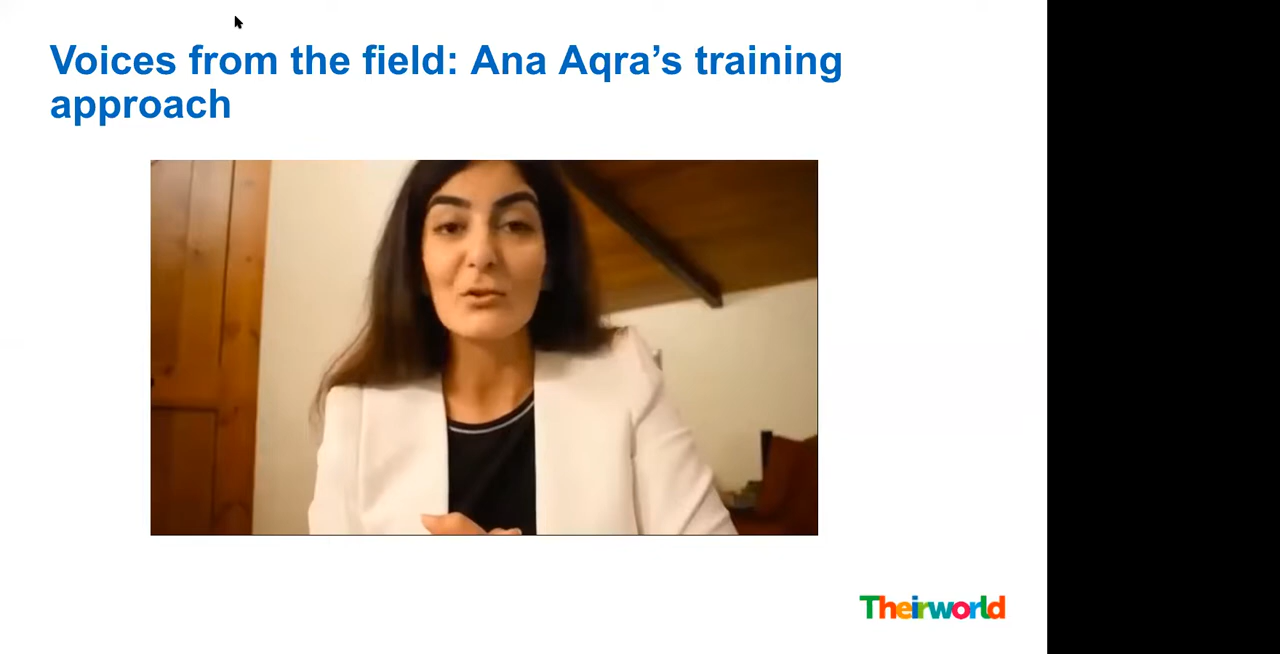 Voices from the field: Ana Aqra’s training
approach
Theirworld